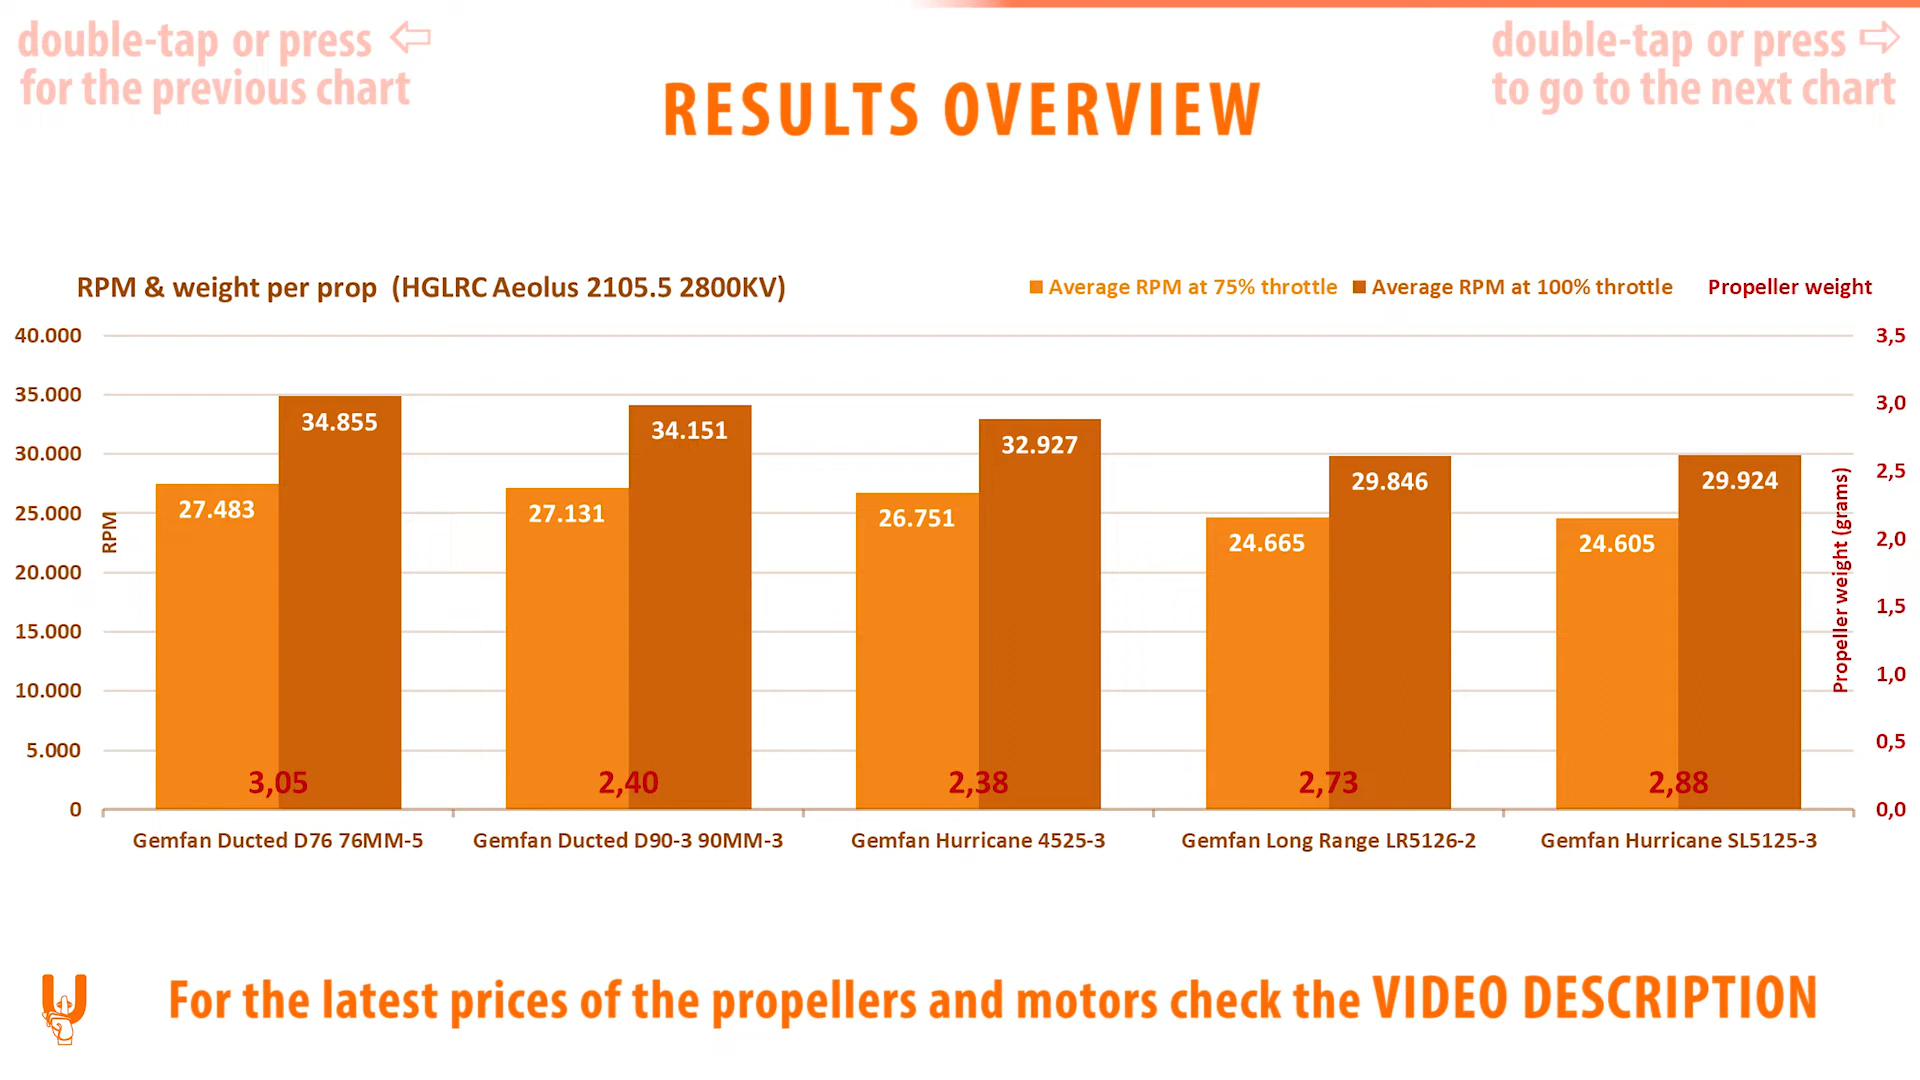 double-tap or press ⇦
for the previous chart
double-tap or press ⇨
to go to the next chart
RESULTS OVERVIEW
RPM & weight per prop (HGLRC Aeolus 2105.5 2800KV)
Average RPM at 75% throttle
Average RPM at 100% throttle
Propeller weight
40.000
35.000
30.000
25.000
20.000
15.000
10.000
5.000
0
RPM
27.483
34.855
3,05
27.131
34.151
2,40
26.751
32.927
2,38
24.665
29.846
2,73
24.605
29.924
2,88
3,5
3,0
2,5
2,0
1,5
1,0
0,5
0,0
Propeller weight (grams)
Gemfan Ducted D76 76MM-5
Gemfan Ducted D90-3 90MM-3
Gemfan Hurricane 4525-3
Gemfan Long Range LR5126-2
Gemfan Hurricane SL5125-3
For the latest prices of the propellers and motors check the VIDEO DESCRIPTION